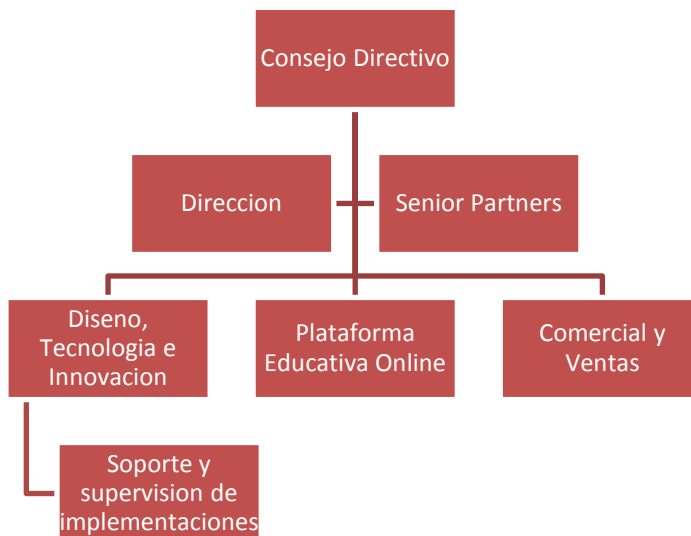 Consejo Directivo
Direccion
Senior Partners
Diseno,
Tecnologia e
Innovacion
Plataforma
Educativa Online
Comercial y
Ventas
Soporte y
supervision de
implementaciones